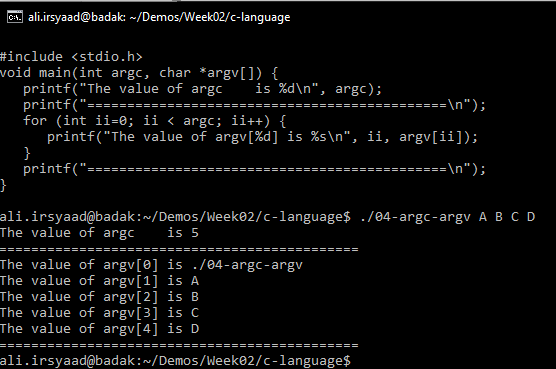 ali.irsyaad@badak: ~/Demos/Week02/c-language
#include <stdio.h>
void main(int argc, char *argv[]) {
   printf("The value of argc    is %d\n", argc);
   printf("=============================================\n");
   for (int ii=0; ii < argc; ii++) {
      printf("The value of argv[%d] is %s\n", ii, argv[ii]);
   }
   printf("=============================================\n");
}
ali.irsyaad@badak:~/Demos/Week02/c-language$ ./04-argc-argv A B C D
The value of argc    is 5
=============================================
The value of argv[0] is ./04-argc-argv
The value of argv[1] is A
The value of argv[2] is B
The value of argv[3] is C
The value of argv[4] is D
=============================================
ali.irsyaad@badak:~/Demos/Week02/c-language$